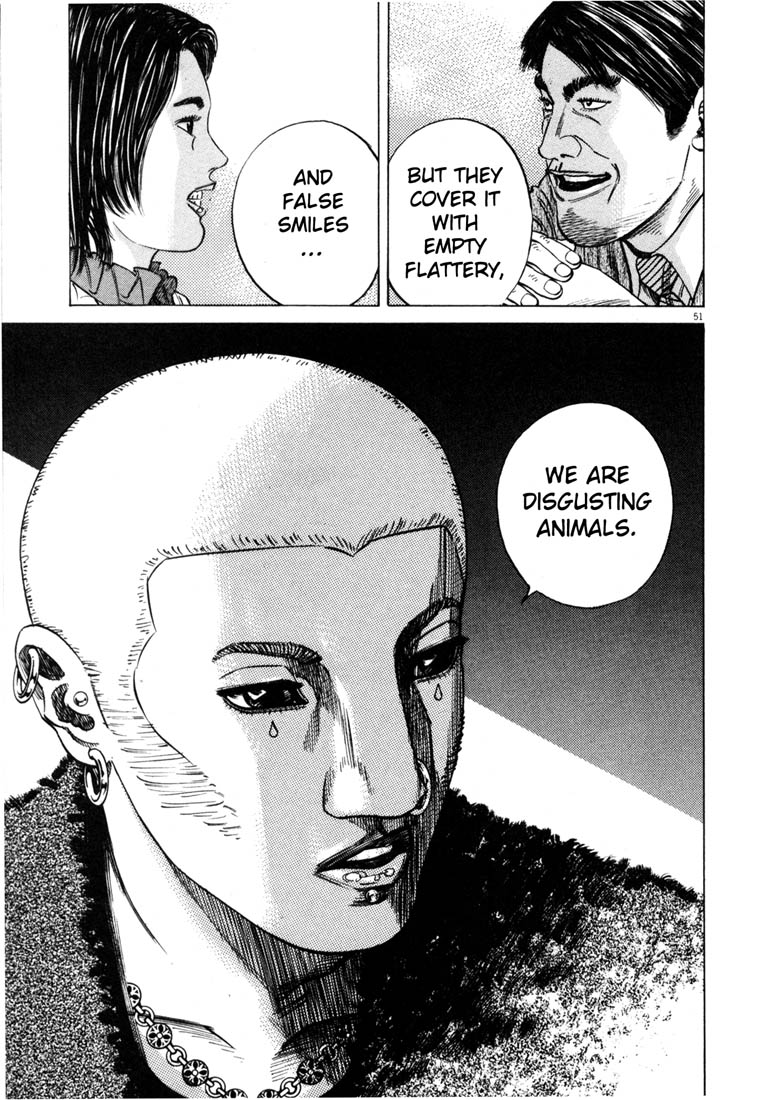 BUT THEY
COVER IT
WITH
EMPTY
FLATTERY,
AND
FALSE
SMILES
...
51
WE ARE
DISGUSTING
ANIMALS.